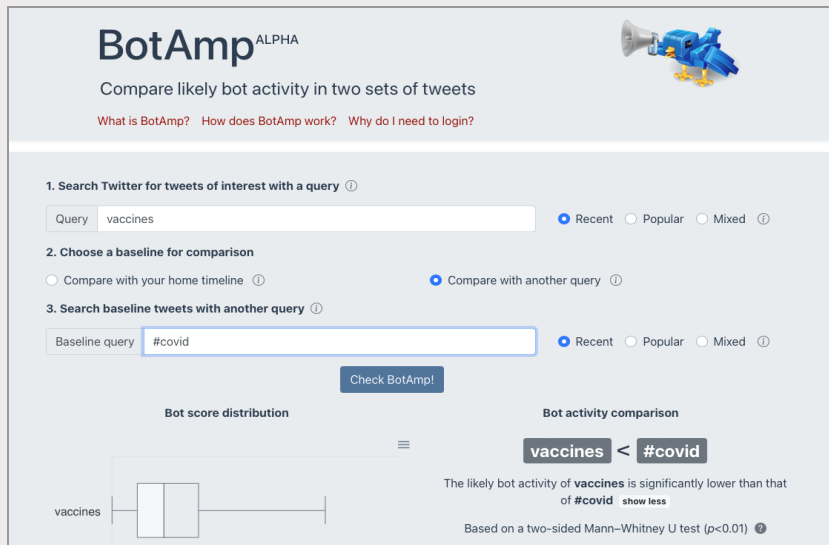 BotAmp ALPHA
Compare likely bot activity in two sets of tweets
What is BotAmp? How does BotAmp work? Why do I need to login?
1. Search Twitter for tweets of interest with a query
Query vaccines Recent Popular Mixed
2. Choose a baseline for comparison
Compare with your home timeline Compare with another query
3. Search baseline tweets with another query
Baseline query #covid Recent Popular Mixed
Check BotAmp!
Bot score distribution
vaccines
Bot activity comparison
vaccines < #covid
The likely bot activity of vaccines is significantly lower than that
of #covid show less
Based on a two-sided Mann–Whitney U test (p<0.01)